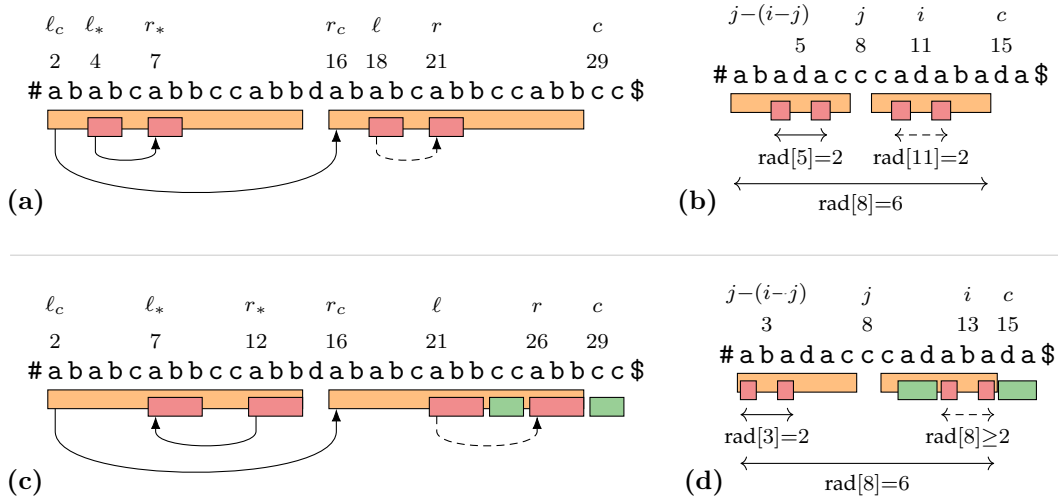 ℓc ℓ* r* rc ℓ r c
2 4 7 16 18 21 29
#ababcabbccabbdababcabbccabbcc$
(a)
j−(i−j) j i c
5 8 11 15
#abadacccadabada$
rad[5]=2 rad[11]=2
rad[8]=6
(b)
ℓc ℓ* r* rc ℓ r c
2 7 12 16 21 26 29
#ababcabbccabbdababcabbccabbcc$
(c)
j−(i−j) j i c
3 8 13 15
#abadacccadabada$
rad[3]=2 rad[8]≥2
rad[8]=6
(d)